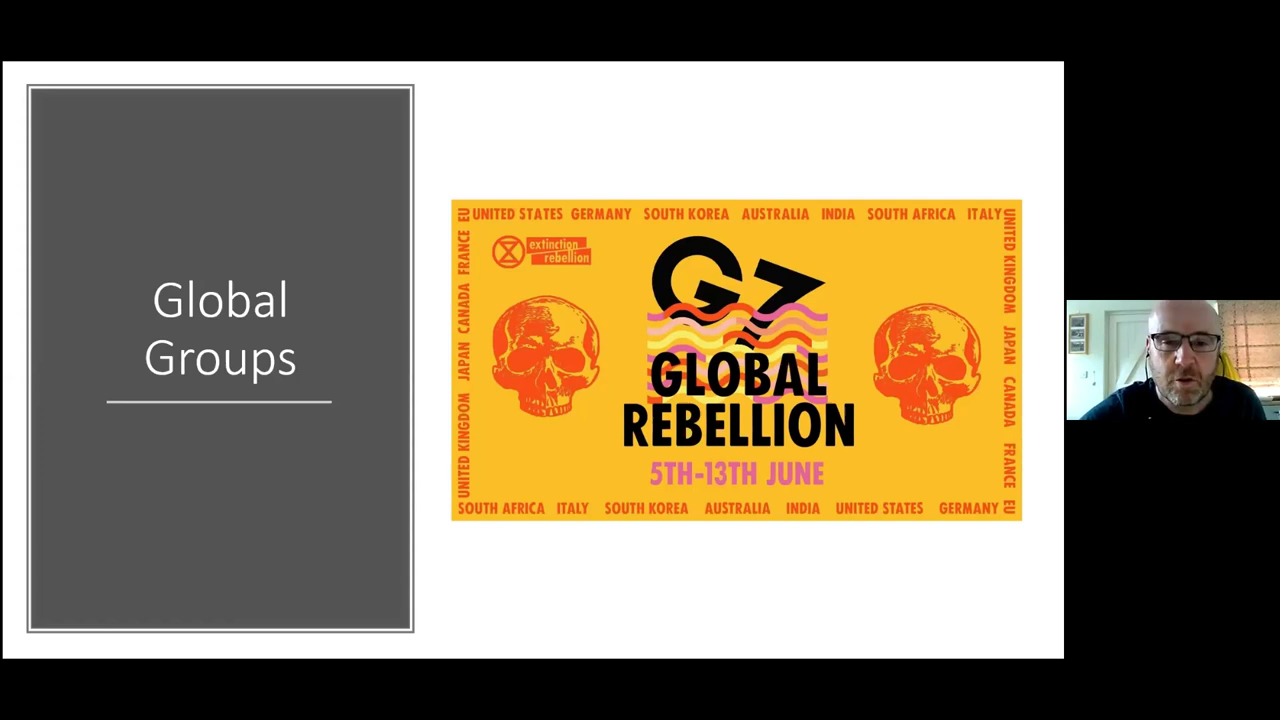 Global
Groups
EU UNITED STATES GERMANY SOUTH KOREA AUSTRALIA INDIA SOUTH AFRICA ITALY
extinction
rebellion
G7
GLOBAL
REBELLION
5TH-13TH JUNE
UNITED KINGDOM JAPAN CANADA FRANCE
UNITED KINGDOM JAPAN CANADA FRANCE EU
SOUTH AFRICA ITALY SOUTH KOREA AUSTRALIA INDIA UNITED STATES GERMANY